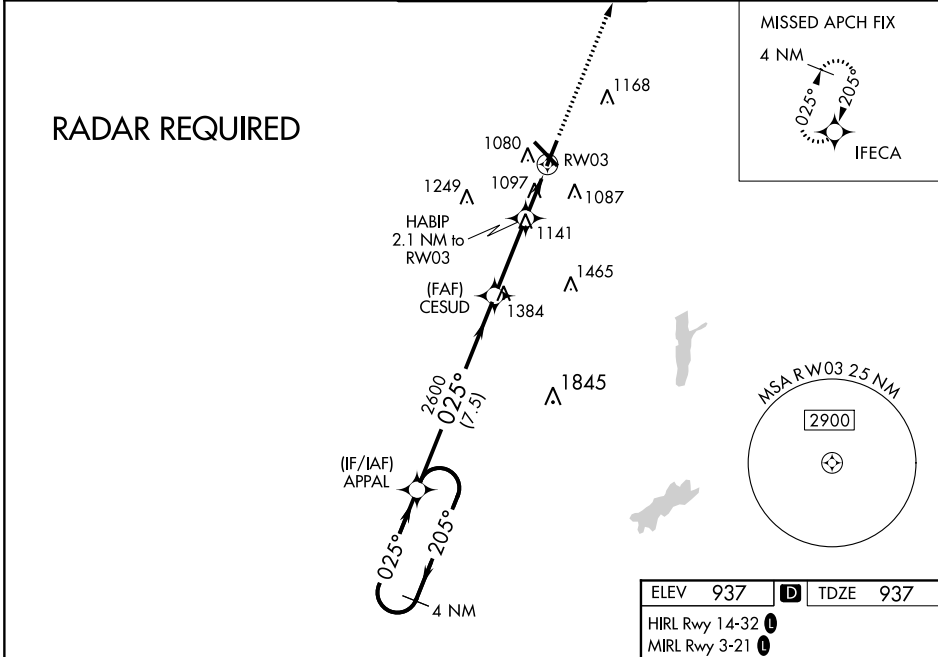 RADAR REQUIRED
MISSED APCH FIX
4 NM
025°
205°
IFECA
1168
1080
RW03
1249
1097
1087
HABIP
2.1 NM to
RW03
1141
(FAF)
CESUD
1465
1384
2600
025°
(7.5)
1845
MSA RW03 25 NM
2900
(IF/IAF)
APPAL
025°
205°
4 NM
ELEV 937 D TDZE 937
HIRL Rwy 14-32 L
MIRL Rwy 3-21 L